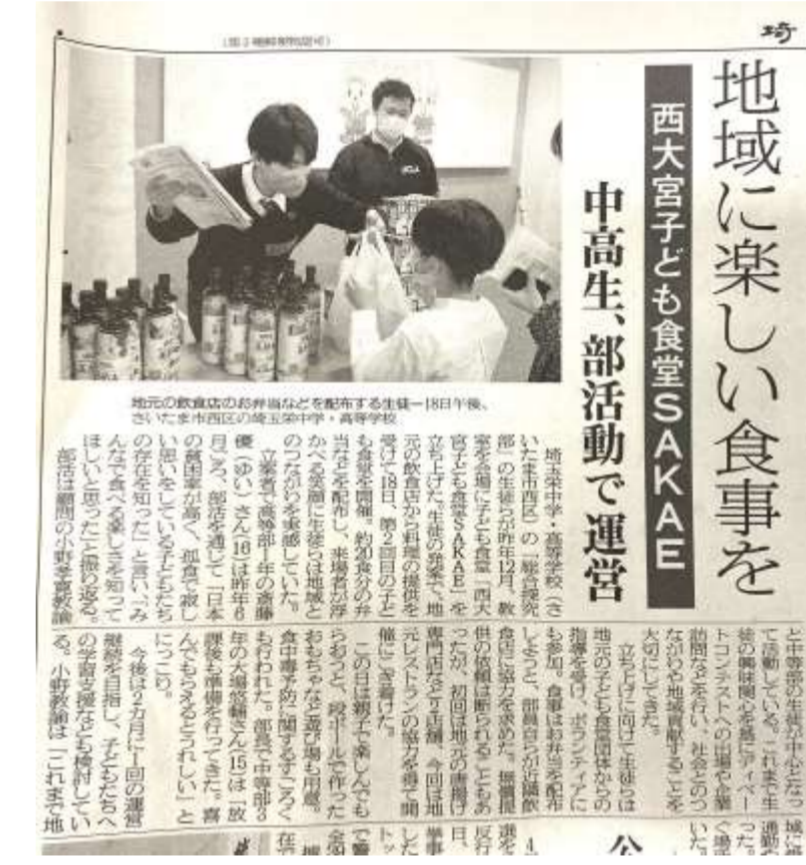 埼
(第3種郵便物認可)
地域に楽しい食事を
西大宮子ども食堂SAKAE
中高生、部活動で運営
地元の飲食店のお弁当などを配布する生徒=18日午後、
さいたま市西区の埼玉栄中学・高等学校
埼玉栄中学・高等学校(さ
いたま市西区)の「総合探究
部」の生徒らが昨年12月、教
室を会場に子ども食堂「西大
宮子ども食堂SAKAE」を
立ち上げた。生徒の発案で、地
元の飲食店から料理の提供を
受けて18日、第2回目の子ど
も食堂を開催。約20食分の弁
当などを配布し、来場者が浮
かべる笑顔に生徒らは地域と
のつながりを実感していた。
立案者で高等部1年の斎藤
優(ゆい)さん(16)は昨年6
月ごろ、部活を通して「日本
の貧困率が高く、孤食で寂し
い思いをしている子どもたち
の存在を知った」と言い、「み
んなで食べる楽しさを知って
ほしいと思った」と振り返る。
部活は顧問の小野孝寛教諭
と中等部の生徒が中心となっ
て活動している。これまで生
徒の興味関心を基にディベー
トコンテストへの出場や企業
訪問などを行い、社会とのつ
ながりや地域貢献することを
大切にしてきた。
立ち上げに向けて生徒らは
地元の子ども食堂団体からの
指導を受け、ボランティアに
も参加。食事はお弁当を配布
しようと、部員自らが近隣飲
食店に協力を求めた。無償提
供の依頼は断られることもあ
ったが、初回は地元の唐揚げ
専門店など2店舗、今回は地
元レストランの協力を得て開
催にこぎ着けた。
この日は親子で楽しんでも
らおうと、段ボールで作った
おもちゃなど遊び場も用意。
食中毒予防に関するすごろく
も行われた。部長で中等部3
年の大場悠輔さん(15)は「放
課後も準備を行ってきた。喜
んでもらえるとうれしい」と
にっこり。
今後は2カ月に1回の運営
継続を目指し、子どもたちへ
の学習支援なども検討してい
る。小野教諭は「これまで地